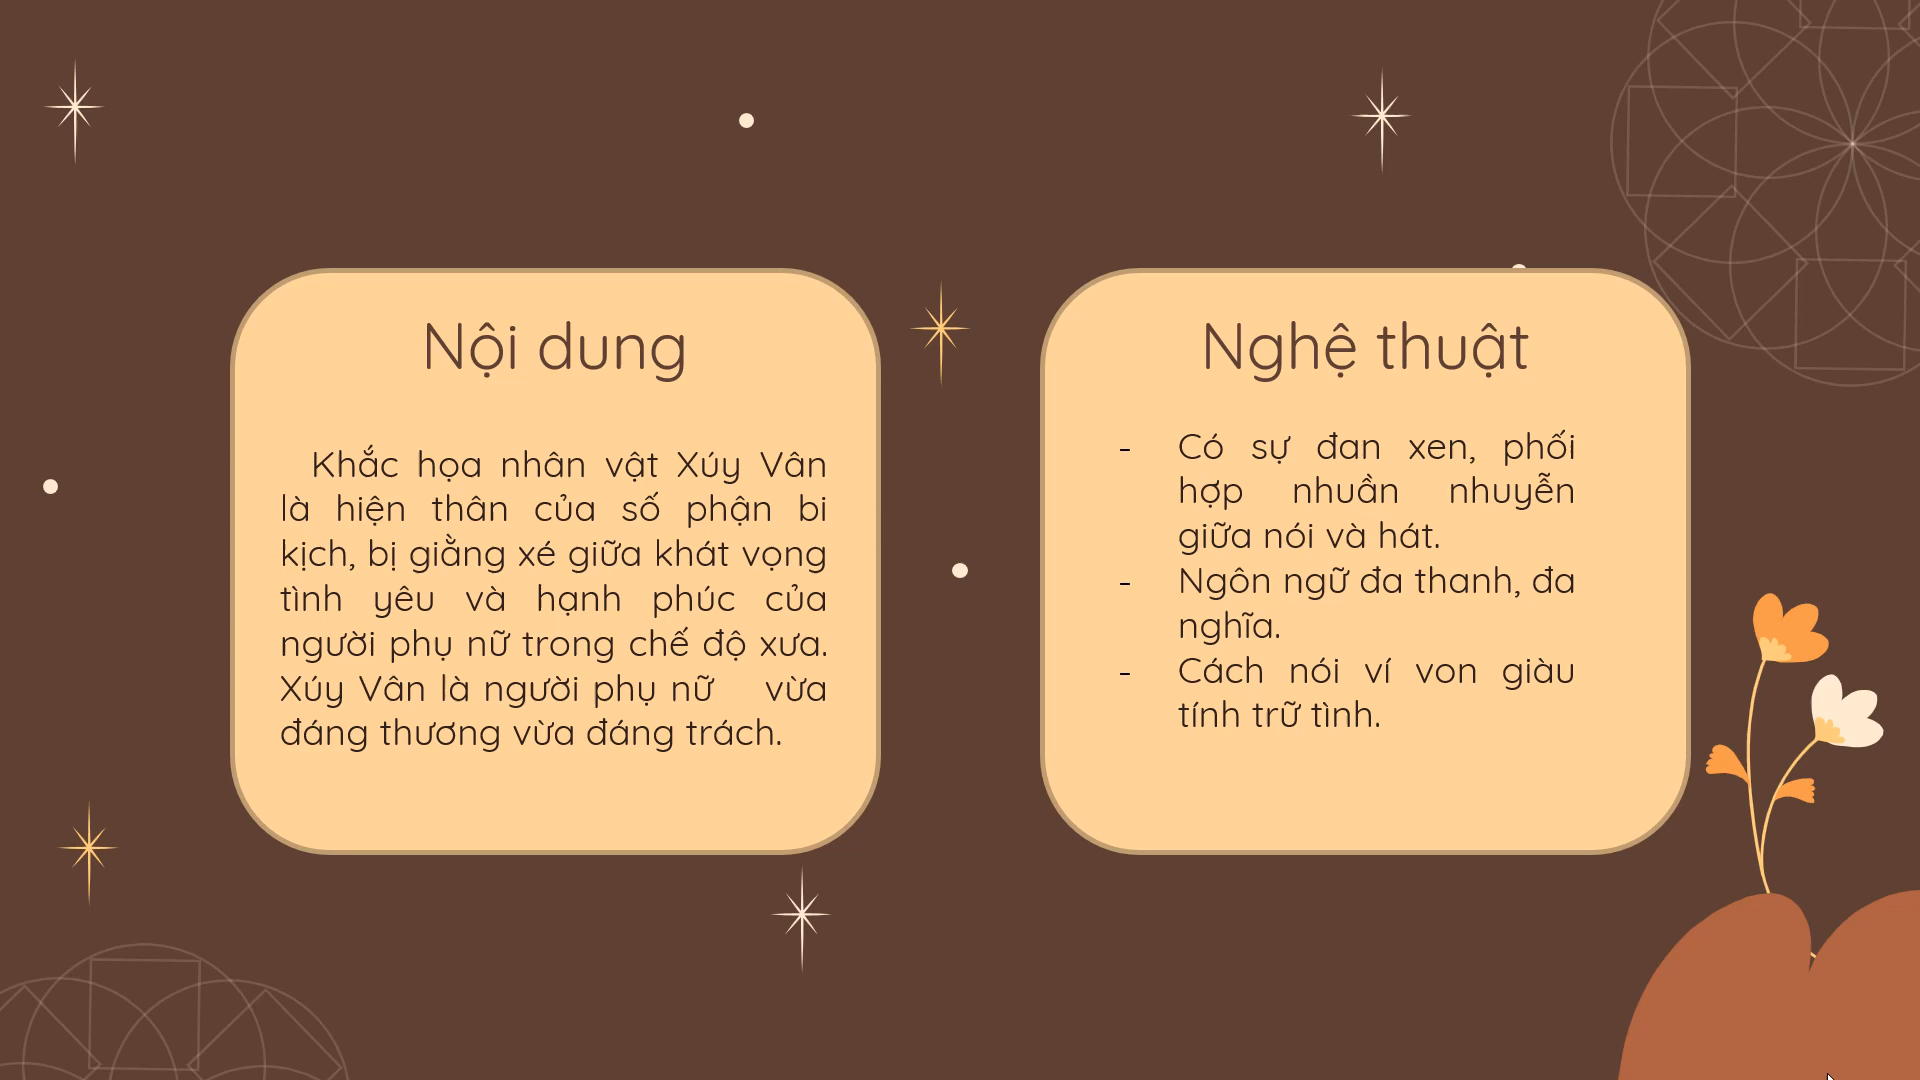 Nội dung
Khắc họa nhân vật Xúy Vân
là hiện thân của số phận bi
kịch, bị giằng xé giữa khát vọng
tình yêu và hạnh phúc của
người phụ nữ trong chế độ xưa.
Xúy Vân là người phụ nữ vừa
đáng thương vừa đáng trách.
Nghệ thuật
- Có sự đan xen, phối
hợp nhuần nhuyễn
giữa nói và hát.
- Ngôn ngữ đa thanh, đa
nghĩa.
- Cách nói ví von giàu
tính trữ tình.